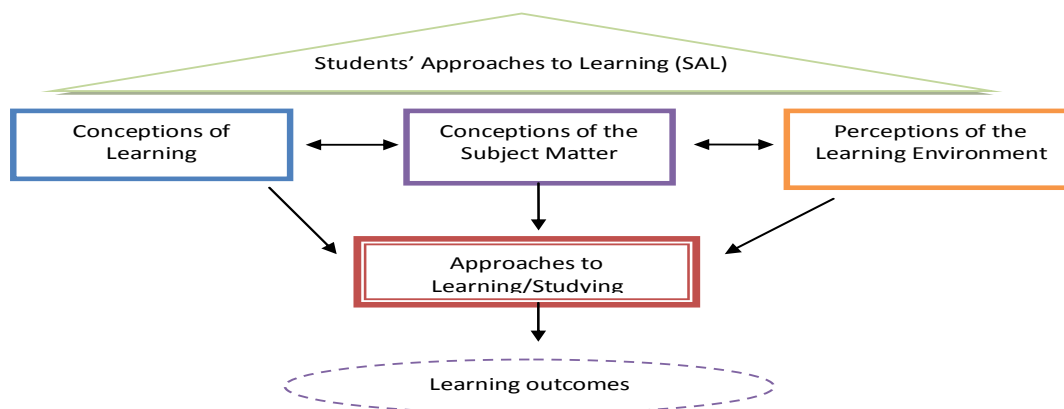 Students’ Approaches to Learning (SAL)
Conceptions of
Learning
Conceptions of the
Subject Matter
Perceptions of the
Learning Environment
Approaches to
Learning/Studying
Learning outcomes